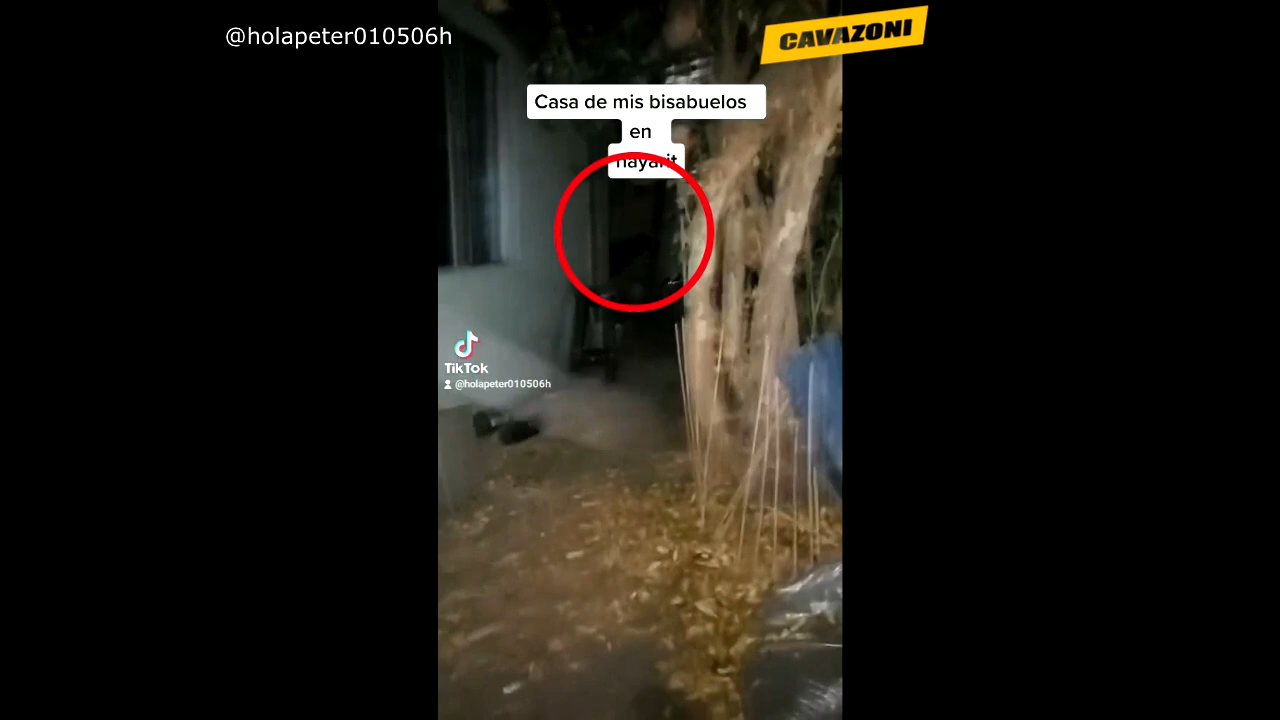 @holapeter010506h
CAVAZONI
Casa de mis bisabuelos
en
nayarit
TikTok
@holapeter010506h